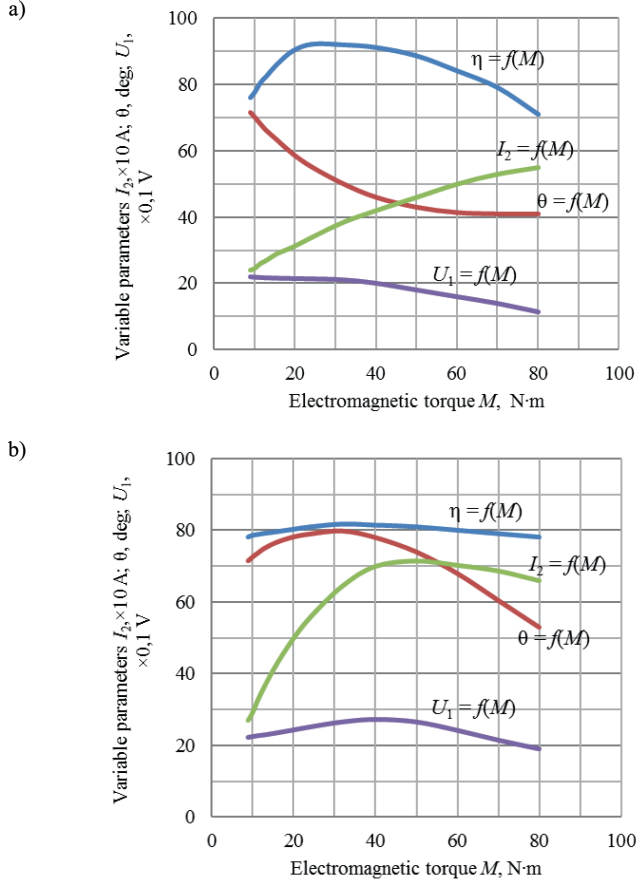 a)
Variable parameters I₂,×10 A; θ, deg; U₁,
×0,1 V
100
80
60
40
20
0
η = f(M)
I₂ = f(M)
θ = f(M)
U₁ = f(M)
0 20 40 60 80 100
Electromagnetic torque M, N·m
b)
Variable parameters I₂,×10 A; θ, deg; U₁,
×0,1 V
100
80
60
40
20
0
η = f(M)
I₂ = f(M)
θ = f(M)
U₁ = f(M)
0 20 40 60 80 100
Electromagnetic torque M, N·m